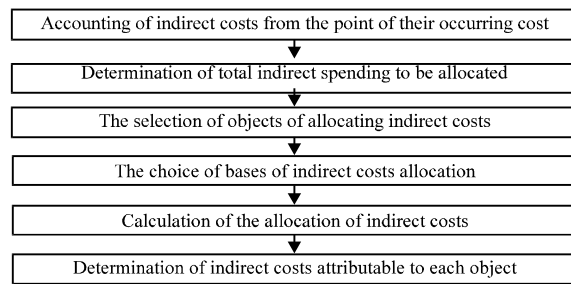 Accounting of indirect costs from the point of their occurring cost
Determination of total indirect spending to be allocated
The selection of objects of allocating indirect costs
The choice of bases of indirect costs allocation
Calculation of the allocation of indirect costs
Determination of indirect costs attributable to each object